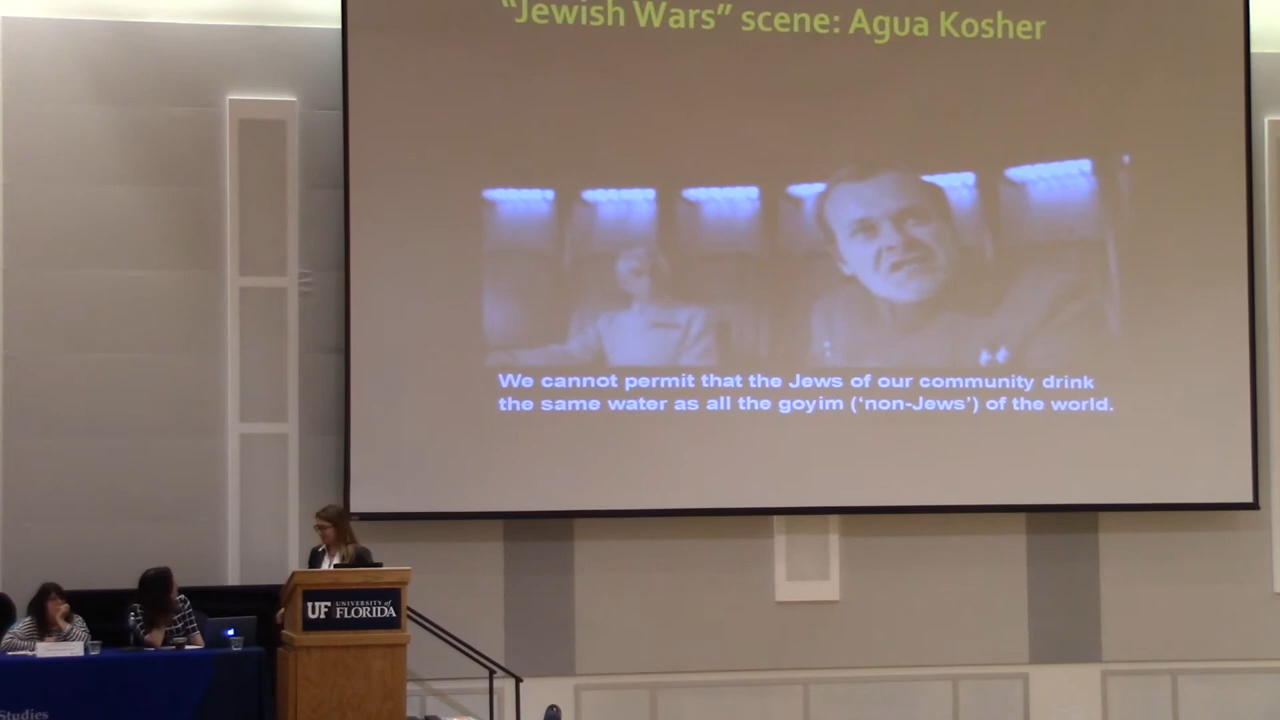 “Jewish Wars” scene: Agua Kosher
We cannot permit that the Jews of our community drink
the same water as all the goyim (‘non-Jews’) of the world.
UF UNIVERSITY of
FLORIDA
Studies